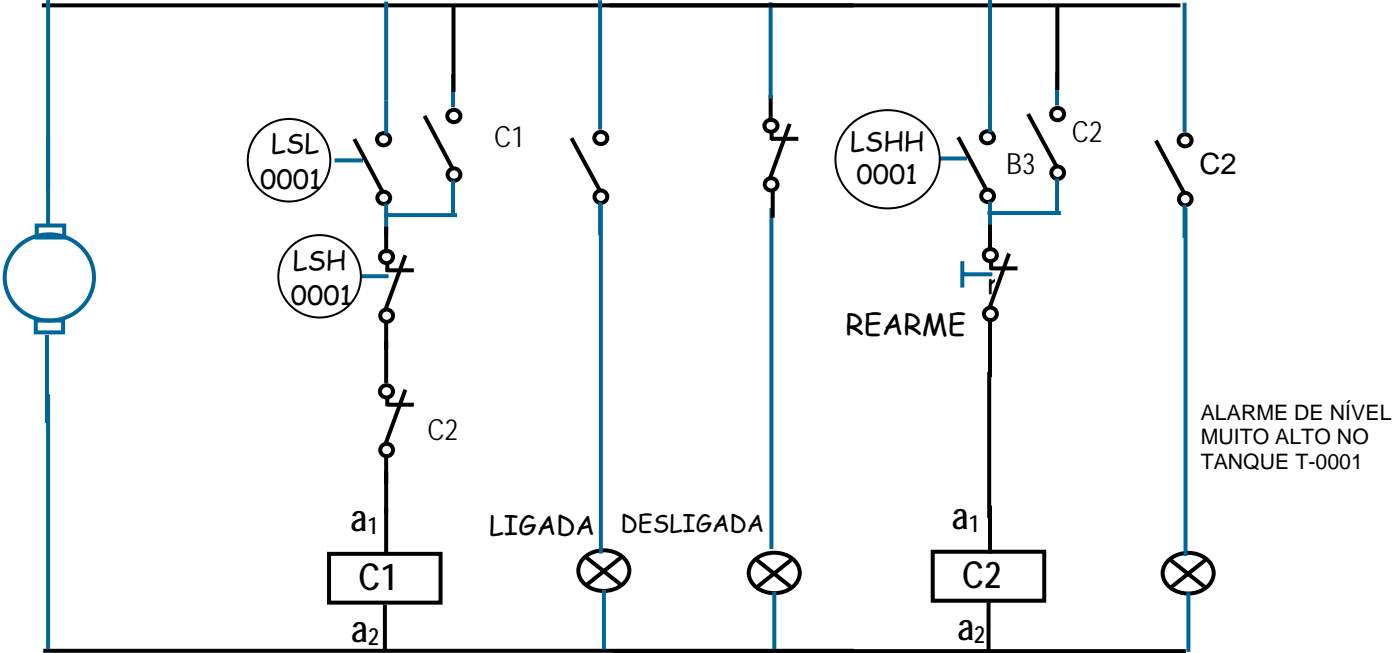 LSL
0001
C1
LSHH
0001
B3
C2
C2
LSH
0001
r
REARME
C2
ALARME DE NÍVEL
MUITO ALTO NO
TANQUE T-0001
a1
LIGADA
DESLIGADA
a1
C1
C2
a2
a2